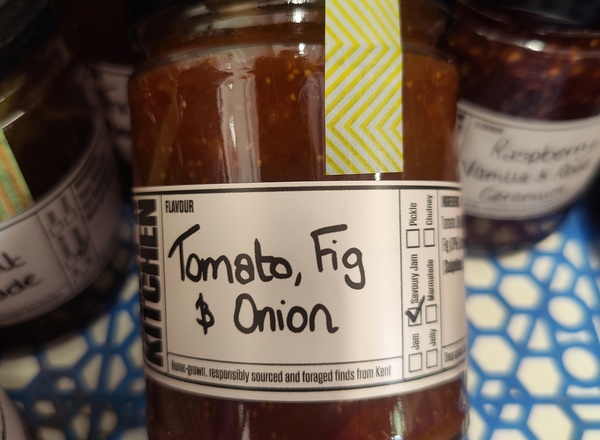 KITCHEN
FLAVOUR
Tomato, Fig
& Onion
Home-grown, responsibly sourced and foraged finds from Kent
Jam
Savoury Jam
Pickle
Jelly
Marmalade
Chutney
Raspberry
Vanilla &
Geranium